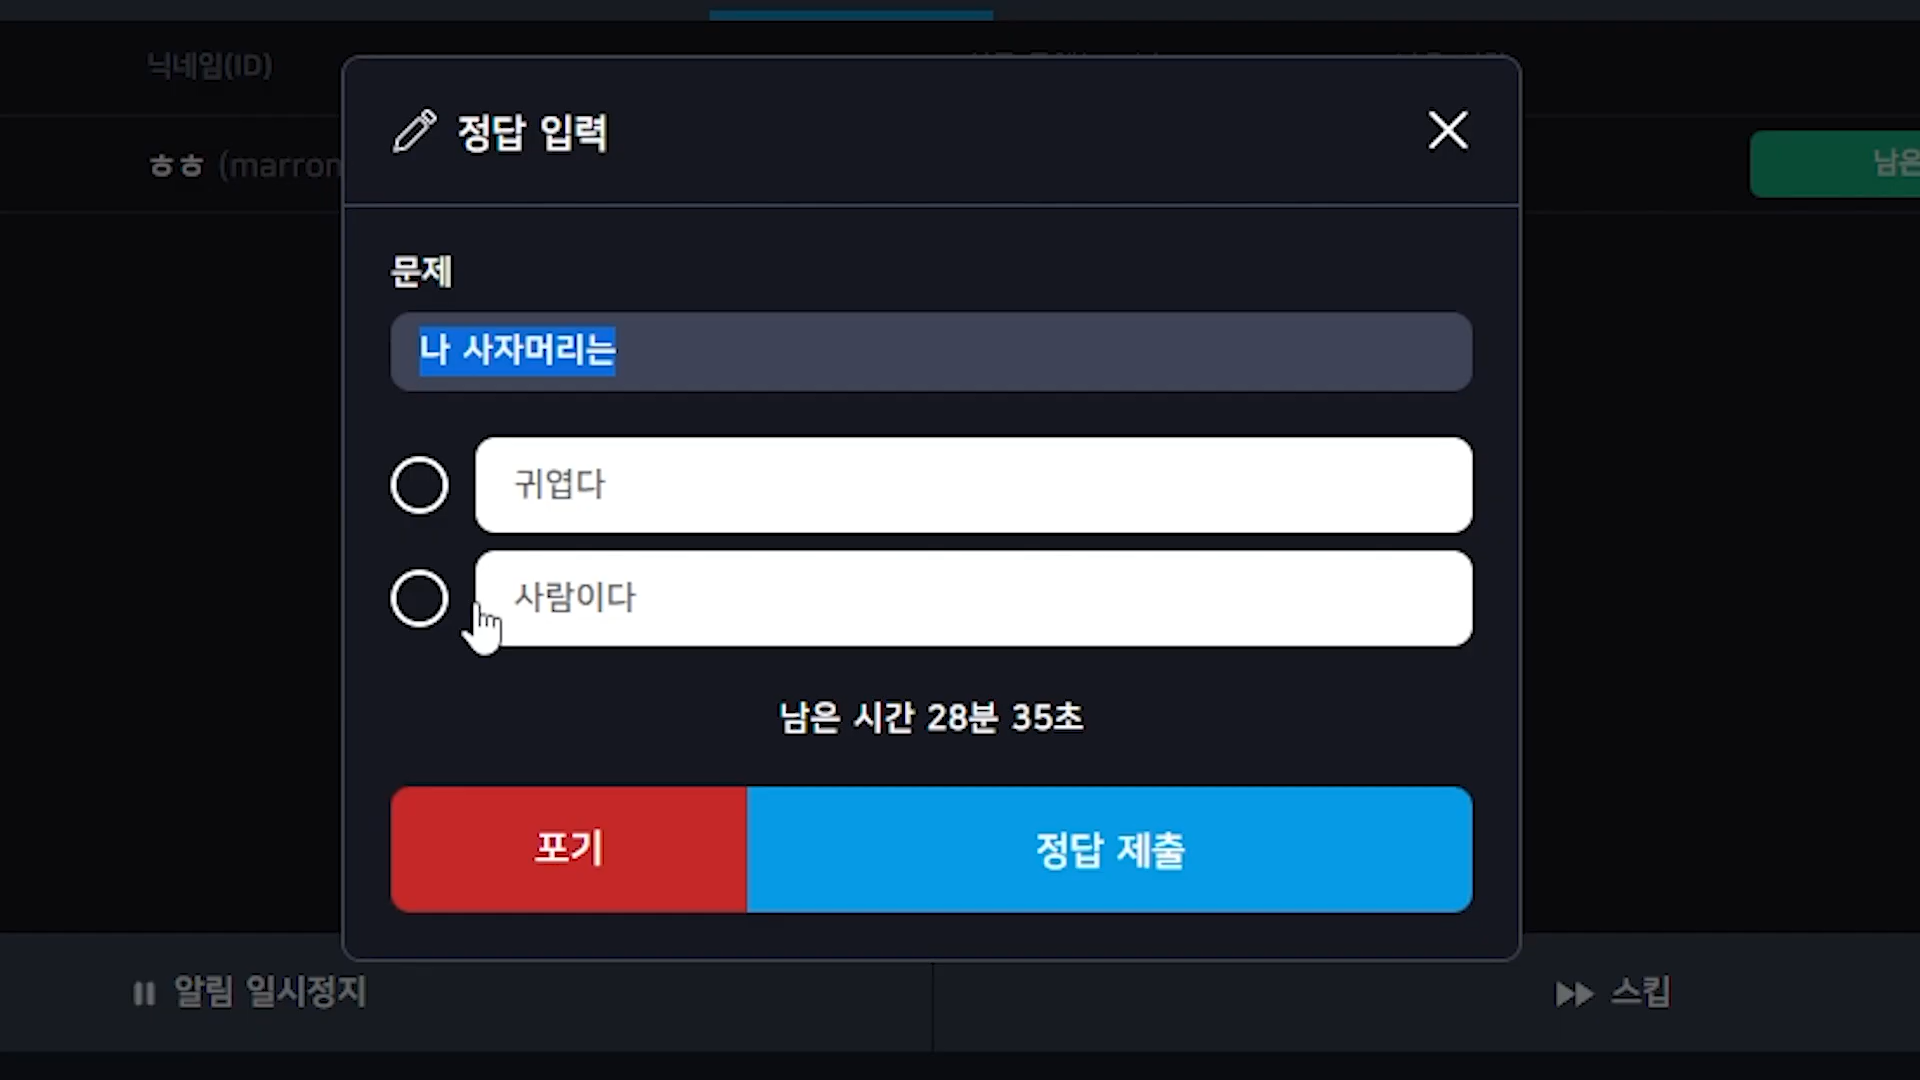 닉네임(ID)
ㅎㅎ (marron
남은
정답 입력
문제
나 사자머리는
귀엽다
사람이다
남은 시간 28분 35초
포기
정답 제출
알림 일시정지
스킵